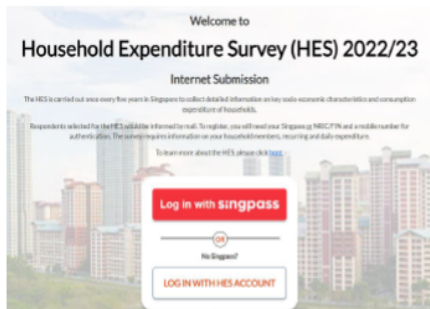 Welcome to
Household Expenditure Survey (HES) 2022/23
Internet Submission
The HES is carried out once every five years in Singapore to collect detailed information on key socio-economic characteristics and consumption
expenditure of households.
Respondents selected for the HES would be informed by mail. To register, you will need your Singpass or NRIC/FIN and a mobile number for
authentication. The survey requires information on your household members, recurring and daily expenditure.
To learn more about the HES, please click here.
Log in with singpass
OR
No Singpass?
LOG IN WITH HES ACCOUNT